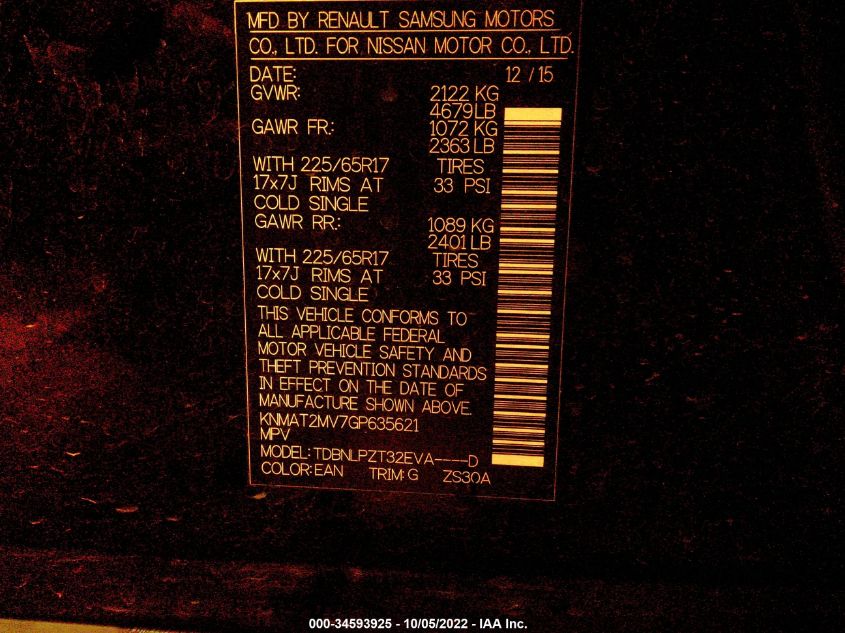 MFD BY RENAULT SAMSUNG MOTORS
CO., LTD. FOR NISSAN MOTOR CO., LTD.
DATE: 12 / 15
GVWR: 2122 KG
4679 LB
GAWR FR.: 1072 KG
2363 LB
WITH 225/65R17 TIRES
17x7J RIMS AT 33 PSI
COLD SINGLE
GAWR RR.: 1089 KG
2401 LB
WITH 225/65R17 TIRES
17x7J RIMS AT 33 PSI
COLD SINGLE
THIS VEHICLE CONFORMS TO
ALL APPLICABLE FEDERAL
MOTOR VEHICLE SAFETY AND
THEFT PREVENTION STANDARDS
IN EFFECT ON THE DATE OF
MANUFACTURE SHOWN ABOVE.
KNMAT2MV7GP635621
MPV
MODEL: TDBNLPZT32EVA----D
COLOR: EAN TRIM: G ZS30A
000-34593925 - 10/05/2022 - IAA Inc.